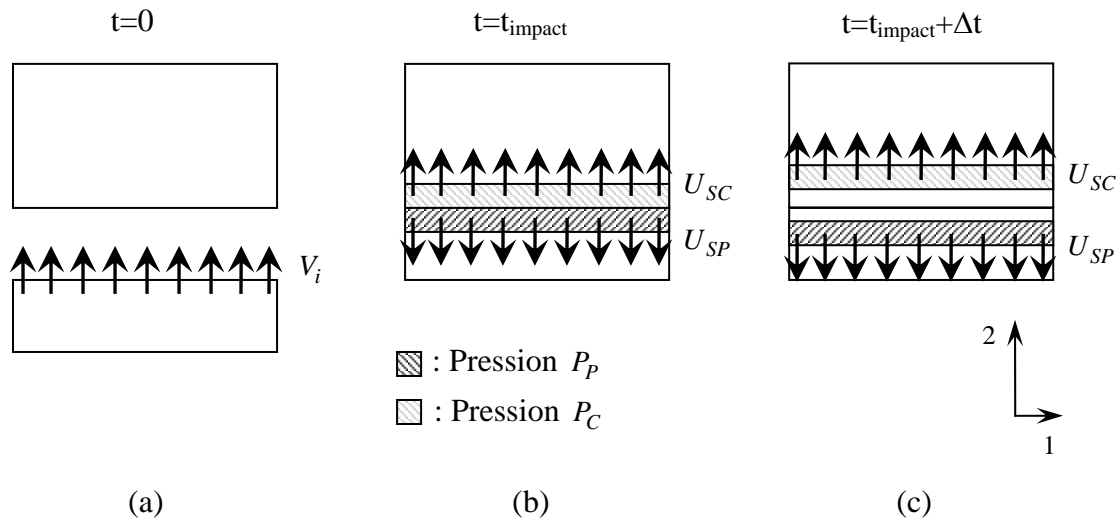 t=0
t=t_impact
t=t_impact+Δt
V_i
U_SC
U_SP
U_SC
U_SP
: Pression P_P
: Pression P_C
2
1
(a)
(b)
(c)